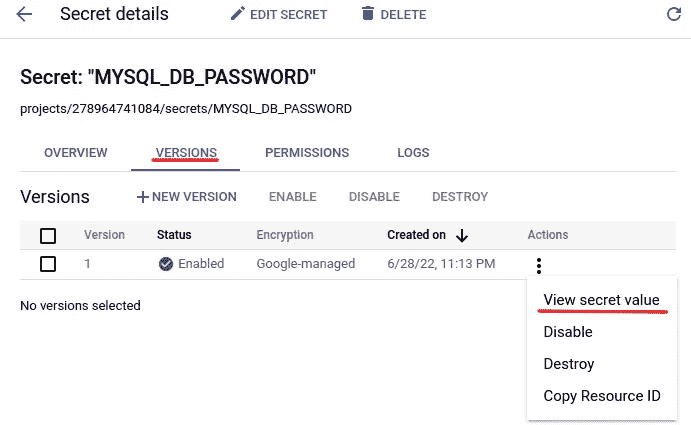 Secret details EDIT SECRET DELETE
Secret: "MYSQL_DB_PASSWORD"
projects/278964741084/secrets/MYSQL_DB_PASSWORD
OVERVIEW VERSIONS PERMISSIONS LOGS
Versions NEW VERSION ENABLE DISABLE DESTROY
Version Status Encryption Created on Actions
1 Enabled Google-managed 6/28/22, 11:13 PM
No versions selected
View secret value
Disable
Destroy
Copy Resource ID